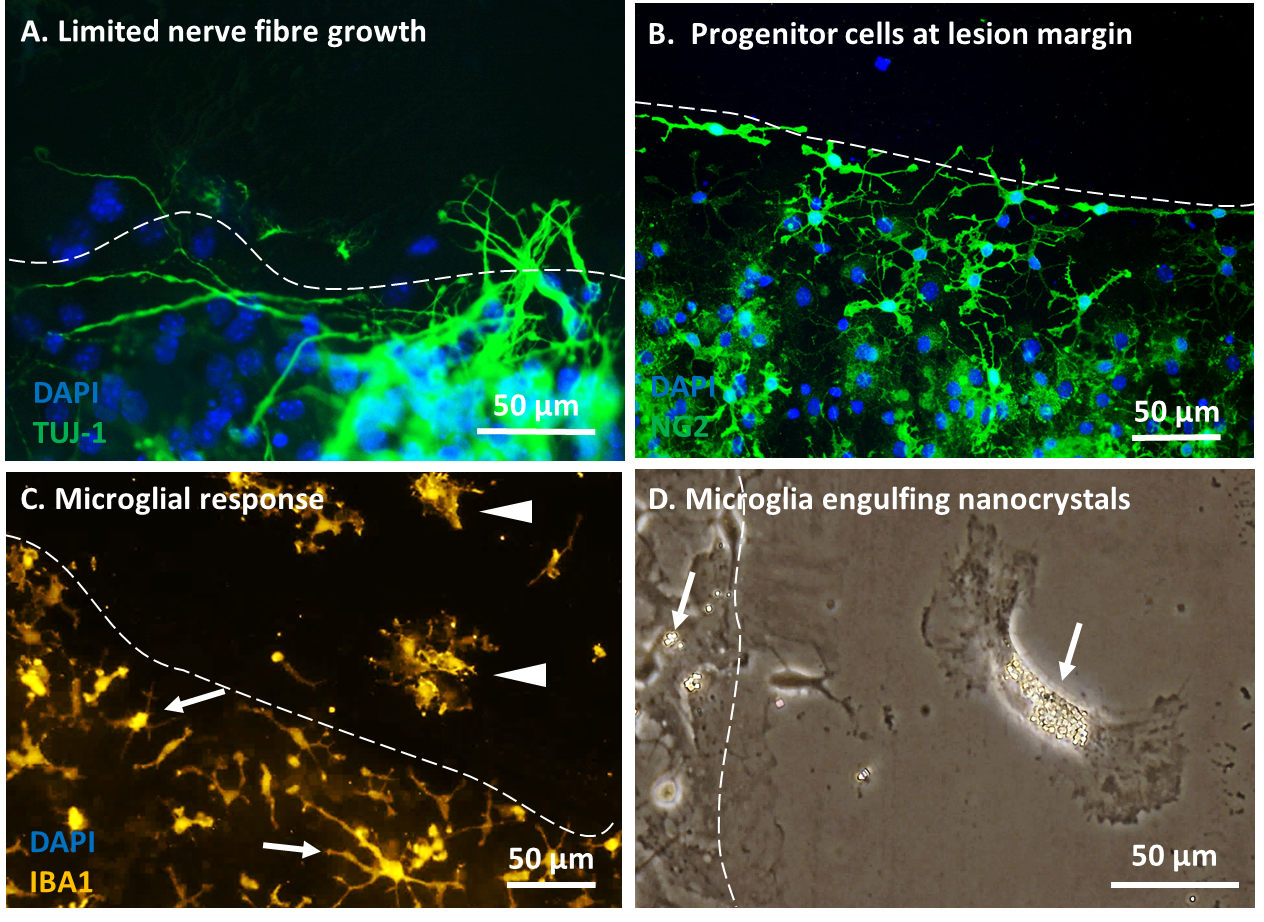 A. Limited nerve fibre growth
DAPI
TUJ-1
50 µm
B. Progenitor cells at lesion margin
DAPI
NG2
50 µm
C. Microglial response
DAPI
IBA1
50 µm
D. Microglia engulfing nanocrystals
50 µm